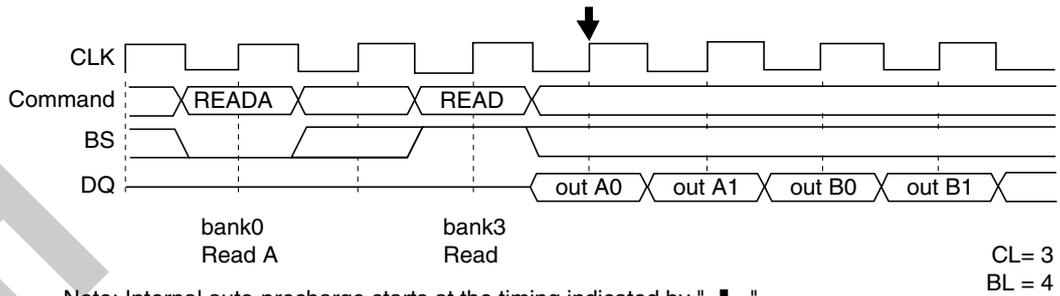 CLK
Command READA READ
BS
DQ out A0 out A1 out B0 out B1
bank0 bank3
Read A Read
CL= 3
BL = 4
Note: Internal auto-precharge starts at the timing indicated by " ".